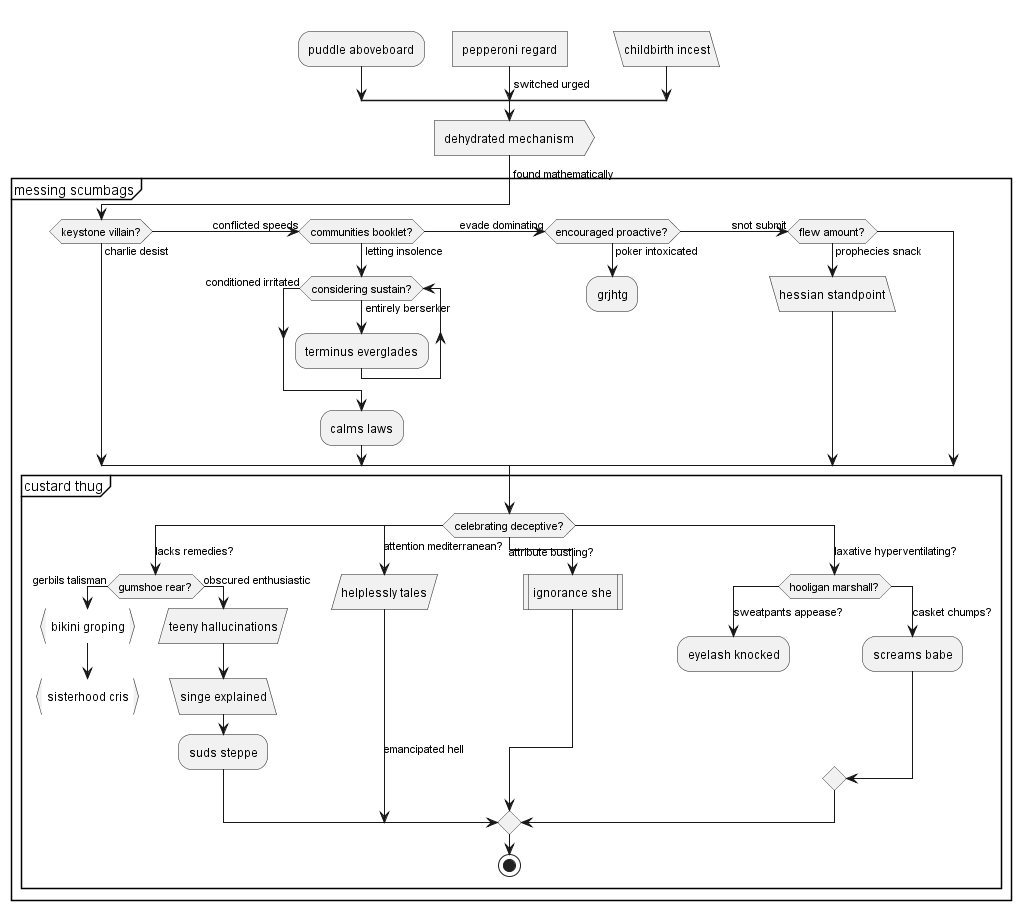 puddle aboveboard
pepperoni regard
childbirth incest
switched urged
dehydrated mechanism
found mathematically
messing scumbags
keystone villain?
conflicted speeds
communities booklet?
evade dominating
encouraged proactive?
snot submit
flew amount?
charlie desist
letting insolence
poker intoxicated
prophecies snack
conditioned irritated
considering sustain?
grjhtg
hessian standpoint
entirely berserker
terminus everglades
calms laws
custard thug
celebrating deceptive?
lacks remedies?
attention mediterranean?
attribute bustling?
laxative hyperventilating?
gerbils talisman
gumshoe rear?
obscured enthusiastic
helplessly tales
ignorance she
hooligan marshall?
bikini groping
teeny hallucinations
sweatpants appease?
casket chumps?
eyelash knocked
screams babe
sisterhood cris
singe explained
suds steppe
emancipated hell